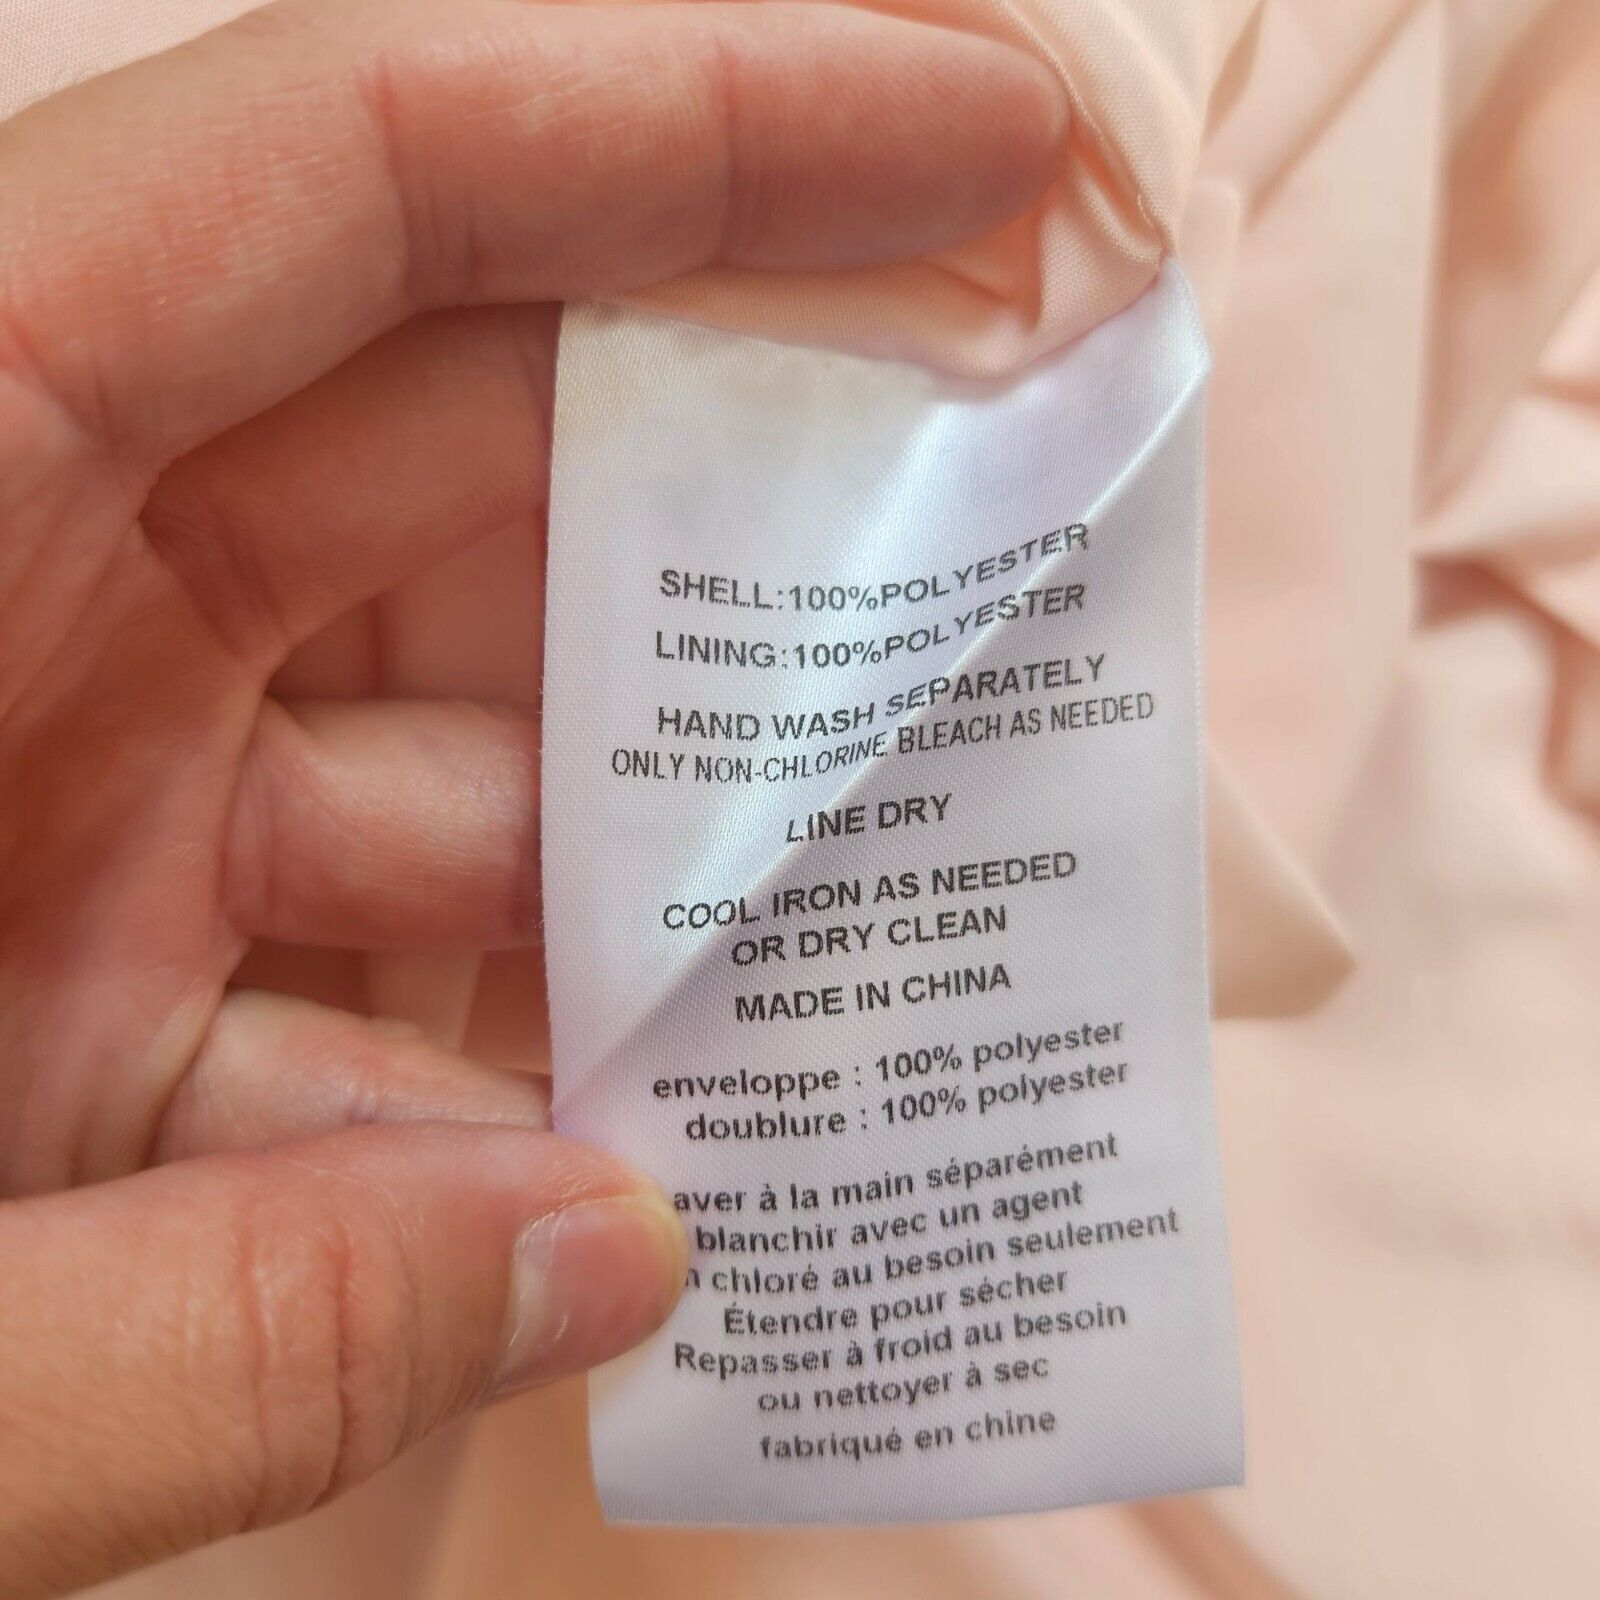 SHELL:100%POLYESTER
LINING:100%POLYESTER
HAND WASH SEPARATELY
ONLY NON-CHLORINE BLEACH AS NEEDED
LINE DRY
COOL IRON AS NEEDED
OR DRY CLEAN
MADE IN CHINA
enveloppe : 100% polyester
doublure : 100% polyester
aver à la main séparément
blanchir avec un agent
chloré au besoin seulement
Étendre pour sécher
Repasser à froid au besoin
ou nettoyer à sec
fabriqué en chine